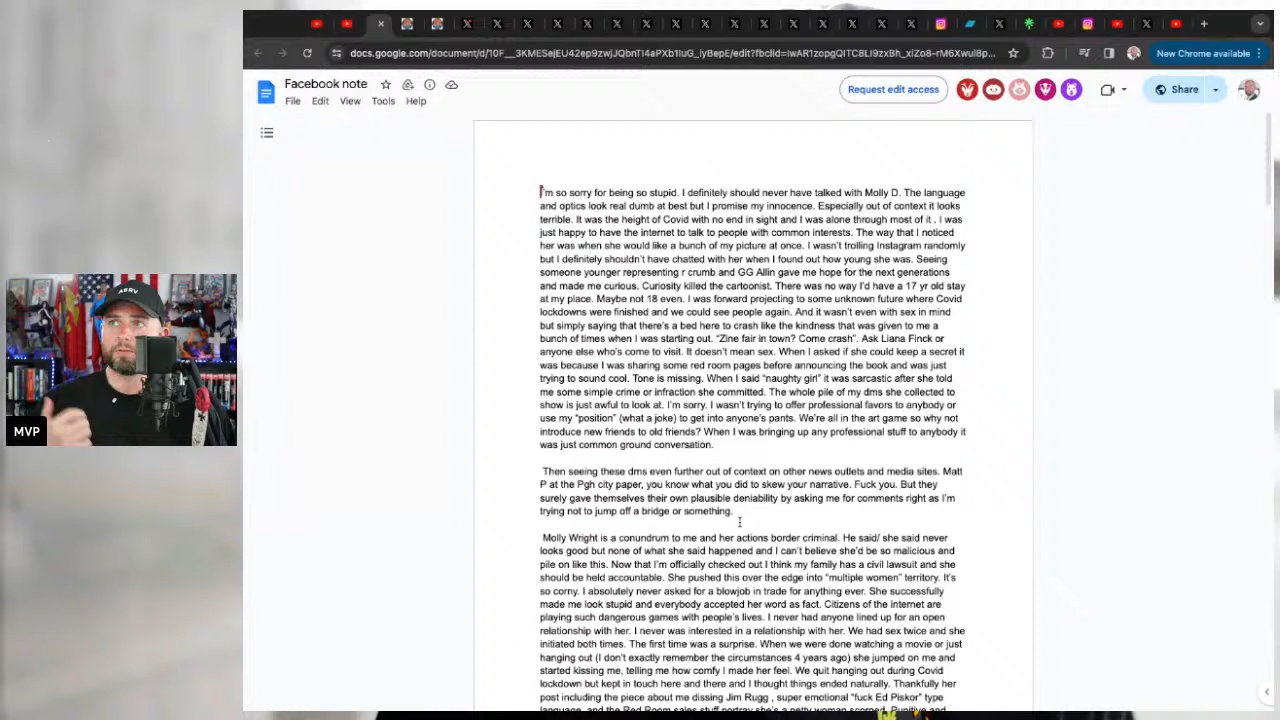 docs.google.com/document/d/10F__3KMESejEU42ep9zwjJQbnTI4aPXb1IuG_iyBepE/edit?fbclid=IwAR1zopgQITC8LI9zxBh_xiZo8-rM6Xwul8p...
New Chrome available
Facebook note
File Edit View Tools Help
Request edit access
Share
I'm so sorry for being so stupid. I definitely should never have talked with Molly D. The language
and optics look real dumb at best but I promise my innocence. Especially out of context it looks
terrible. It was the height of Covid with no end in sight and I was alone through most of it . I was
just happy to have the internet to talk to people with common interests. The way that I noticed
her was when she would like a bunch of my picture at once. I wasn't trolling Instagram randomly
but I definitely shouldn't have chatted with her when I found out how young she was. Seeing
someone younger representing r crumb and GG Allin gave me hope for the next generations
and made me curious. Curiosity killed the cartoonist. There was no way I'd have a 17 yr old stay
at my place. Maybe not 18 even. I was forward projecting to some unknown future where Covid
lockdowns were finished and we could see people again. And it wasn't even with sex in mind
but simply saying that there's a bed here to crash like the kindness that was given to me a
bunch of times when I was starting out. "Zine fair in town? Come crash". Ask Liana Finck or
anyone else who's come to visit. It doesn't mean sex. When I asked if she could keep a secret it
was because I was sharing some red room pages before announcing the book and was just
trying to sound cool. Tone is missing. When I said "naughty girl" it was sarcastic after she told
me some simple crime or infraction she committed. The whole pile of my dms she collected to
show is just awful to look at. I'm sorry. I wasn't trying to offer professional favors to anybody or
use my "position" (what a joke) to get into anyone's pants. We're all in the art game so why not
introduce new friends to old friends? When I was bringing up any professional stuff to anybody it
was just common ground conversation.
Then seeing these dms even further out of context on other news outlets and media sites. Matt
P at the Pgh city paper, you know what you did to skew your narrative. Fuck you. But they
surely gave themselves their own plausible deniability by asking me for comments right as I'm
trying not to jump off a bridge or something.
Molly Wright is a conundrum to me and her actions border criminal. He said/ she said never
looks good but none of what she said happened and I can't believe she'd be so malicious and
pile on like this. Now that I'm officially checked out I think my family has a civil lawsuit and she
should be held accountable. She pushed this over the edge into "multiple women" territory. It's
so corny. I absolutely never asked for a blowjob in trade for anything ever. She successfully
made me look stupid and everybody accepted her word as fact. Citizens of the internet are
playing such dangerous games with people's lives. I never had anyone lined up for an open
relationship with her. I never was interested in a relationship with her. We had sex twice and she
initiated both times. The first time was a surprise. When we were done watching a movie or just
hanging out (I don't exactly remember the circumstances 4 years ago) she jumped on me and
started kissing me, telling me how comfy I made her feel. We quit hanging out during Covid
lockdown but kept in touch here and there and I thought things ended naturally. Thankfully her
post including the piece about me dissing Jim Rugg , super emotional "fuck Ed Piskor" type
language, and the Red Room sales stuff portray she's a petty woman scorned. Punitive and
MVP